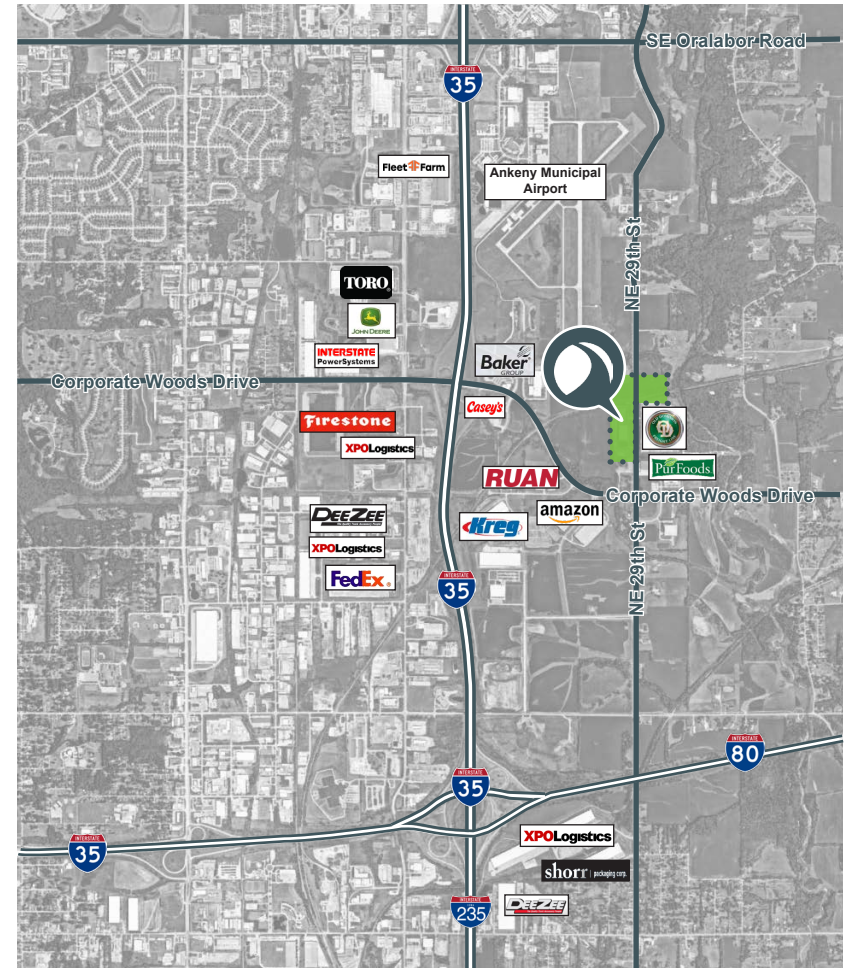 SE Oralabor Road
INTERSTATE
35
Fleet Farm
Ankeny Municipal
Airport
NE 29th St
TORO
JOHN DEERE
INTERSTATE
PowerSystems
Baker
GROUP
Corporate Woods Drive
Casey's
Firestone
XPOLogistics
PurFoods
RUAN
Corporate Woods Drive
amazon
DEEZEE
Kreg
XPOLogistics
FedEx
NE 29th St
INTERSTATE
35
INTERSTATE
80
INTERSTATE
35
INTERSTATE
35
XPOLogistics
shorr packaging corp.
INTERSTATE
235
DEEZEE